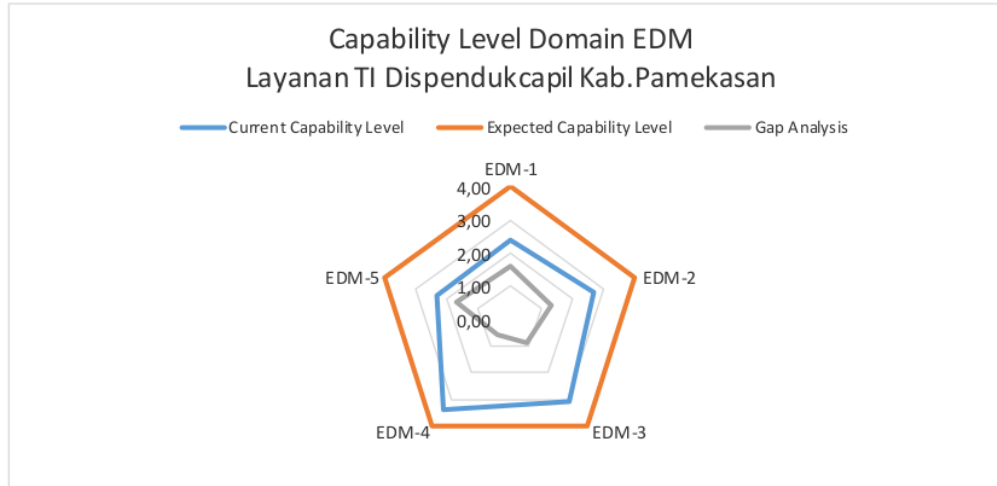 Capability Level Domain EDM
Layanan TI Dispendukcapil Kab.Pamekasan
Current Capability Level
Expected Capability Level
Gap Analysis
EDM-1
4,00
3,00
2,00
1,00
0,00
EDM-5
EDM-2
EDM-4
EDM-3